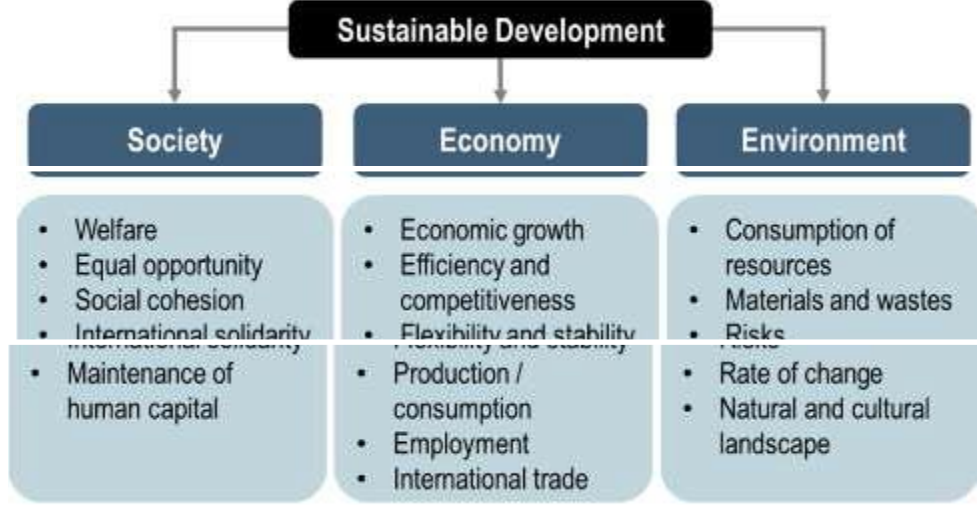 Sustainable Development
Society
Economy
Environment
• Welfare
• Equal opportunity
• Social cohesion
• International solidarity
• Maintenance of
human capital
• Economic growth
• Efficiency and
competitiveness
• Flexibility and stability
• Production /
consumption
• Employment
• International trade
• Consumption of
resources
• Materials and wastes
• Risks
• Rate of change
• Natural and cultural
landscape